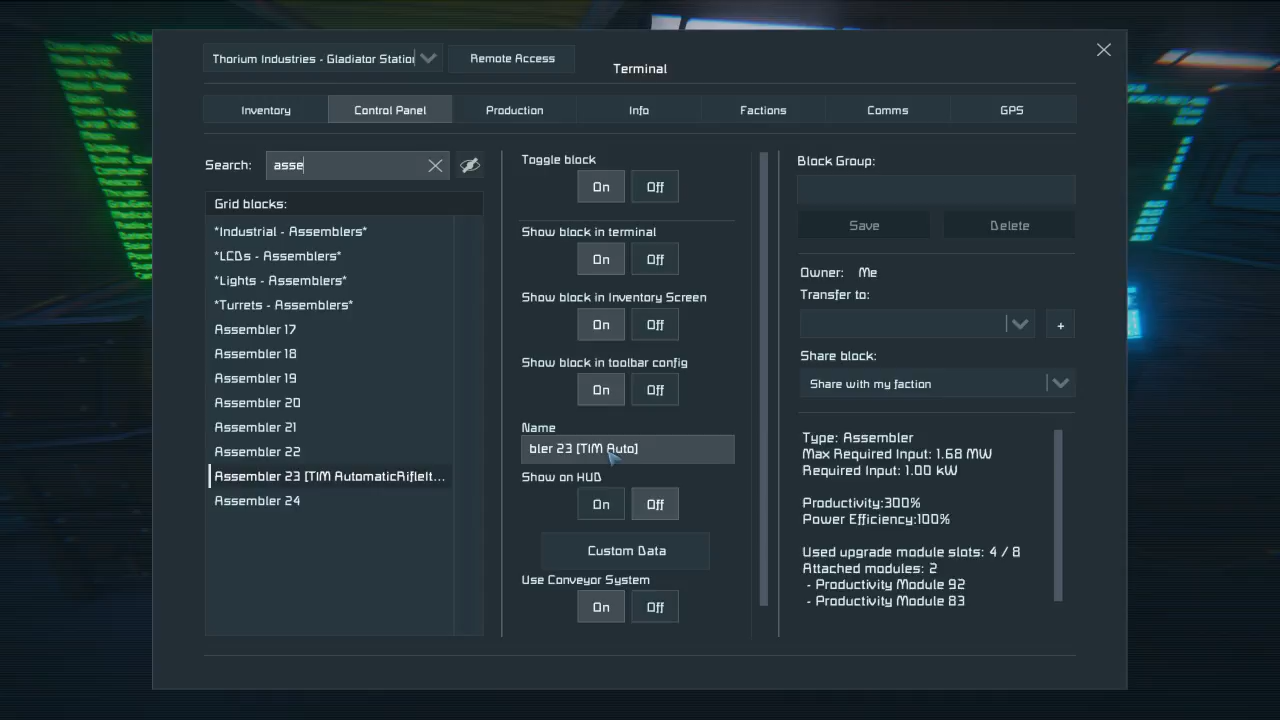 Thorium Industries - Gladiator Station
Remote Access
Terminal
Inventory
Control Panel
Production
Info
Factions
Comms
GPS
Search:
asse
Grid blocks:
*Industrial - Assemblers*
*LCDs - Assemblers*
*Lights - Assemblers*
*Turrets - Assemblers*
Assembler 17
Assembler 18
Assembler 19
Assembler 20
Assembler 21
Assembler 22
Assembler 23 [TIM AutomaticRifleIt...
Assembler 24
Toggle block
On
Off
Show block in terminal
On
Off
Show block in Inventory Screen
On
Off
Show block in toolbar config
On
Off
Name
bler 23 [TIM Auto]
Show on HUD
On
Off
Custom Data
Use Conveyor System
On
Off
Block Group:
Save
Delete
Owner: Me
Transfer to:
+
Share block:
Share with my faction
Type: Assembler
Max Required Input: 1.68 MW
Required Input: 1.00 kW
Productivity:300%
Power Efficiency:100%
Used upgrade module slots: 4 / 8
Attached modules: 2
- Productivity Module 92
- Productivity Module 83